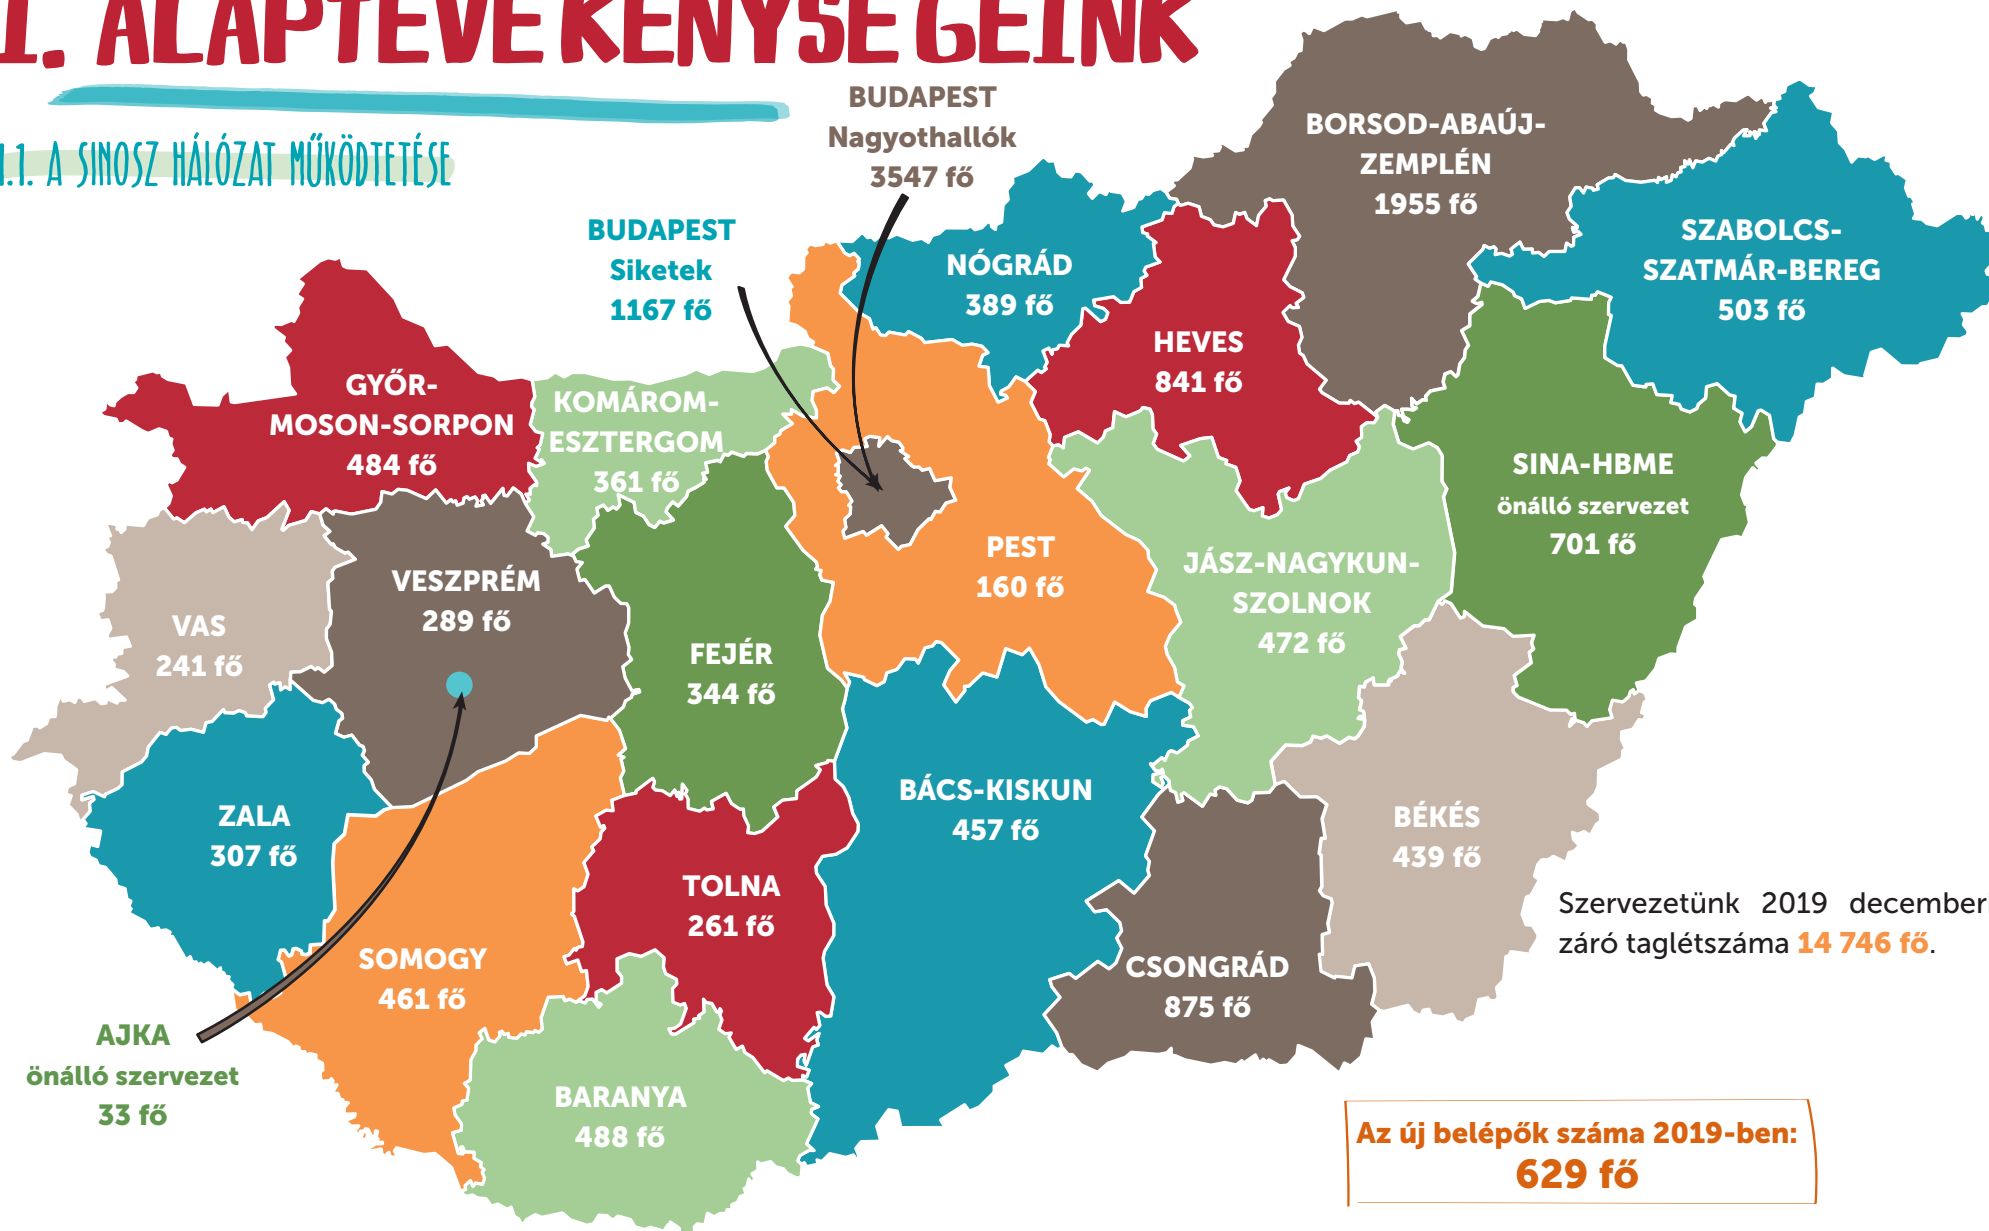 1. ALAPTEVÉKENYSÉGEINK
1.1. A SINOSZ HÁLÓZAT MŰKÖDTETÉSE
BUDAPEST
Nagyothallók
3547 fő
BUDAPEST
Siketek
1167 fő
BORSOD-ABAÚJ-
ZEMPLÉN
1955 fő
SZABOLCS-
SZATMÁR-BEREG
503 fő
NÓGRÁD
389 fő
HEVES
841 fő
GYŐR-
MOSON-SORPON
484 fő
KOMÁROM-
ESZTERGOM
361 fő
SINA-HBME
önálló szervezet
701 fő
PEST
160 fő
JÁSZ-NAGYKUN-
SZOLNOK
472 fő
VESZPRÉM
289 fő
VAS
241 fő
FEJÉR
344 fő
ZALA
307 fő
BÁCS-KISKUN
457 fő
BÉKÉS
439 fő
TOLNA
261 fő
SOMOGY
461 fő
CSONGRÁD
875 fő
Szervezetünk 2019 december
záró taglétszáma 14 746 fő.
AJKA
önálló szervezet
33 fő
BARANYA
488 fő
Az új belépők száma 2019-ben:
629 fő